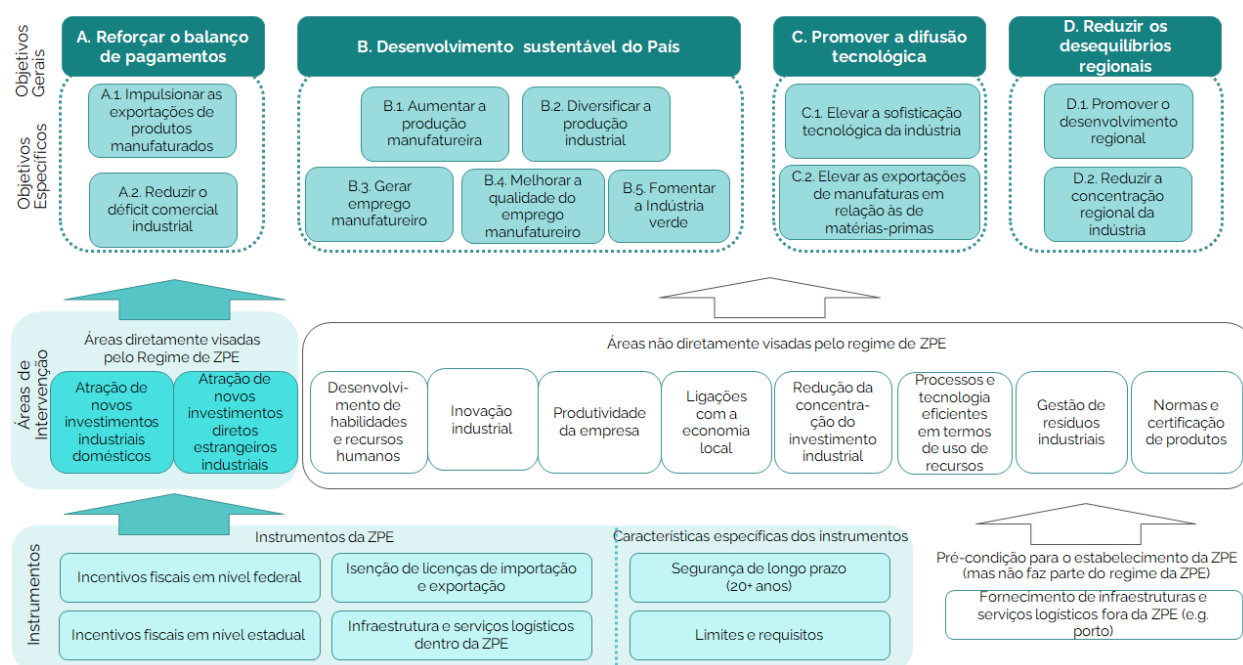 Objetivos
Gerais
A. Reforçar o balanço
de pagamentos
B. Desenvolvimento sustentável do País
C. Promover a difusão
tecnológica
D. Reduzir os
desequilíbrios
regionais
Objetivos
Específicos
A.1. Impulsionar as
exportações de
produtos
manufaturados
A.2. Reduzir o
déficit comercial
industrial
B.1. Aumentar a
produção
manufatureira
B.2. Diversificar a
produção
industrial
B.3. Gerar
emprego
manufatureiro
B.4. Melhorar a
qualidade do
emprego
manufatureiro
B.5. Fomentar
a Indústria
verde
C.1. Elevar a sofisticação
tecnológica da indústria
C.2. Elevar as exportações
de manufaturas em
relação às de
matérias-primas
D.1. Promover o
desenvolvimento
regional
D.2. Reduzir a
concentração
regional da
indústria
Áreas de
Intervenção
Áreas diretamente visadas
pelo Regime de ZPE
Atração de
novos
investimentos
industriais
domésticos
Atração de
novos
investimentos
diretos
estrangeiros
industriais
Áreas não diretamente visadas pelo regime de ZPE
Desenvolvi-
mento de
habilidades
e recursos
humanos
Inovação
industrial
Produtividade
da empresa
Ligações
com a
economia
local
Redução da
concentra-
ção do
investimento
industrial
Processos e
tecnologia
eficientes
em termos
de uso de
recursos
Gestão de
resíduos
industriais
Normas e
certificação
de produtos
Instrumentos
Instrumentos da ZPE
Incentivos fiscais em nível federal
Isenção de licenças de importação
e exportação
Incentivos fiscais em nível estadual
Infraestrutura e serviços logísticos
dentro da ZPE
Características específicas dos instrumentos
Segurança de longo prazo
(20+ anos)
Limites e requisitos
Pré-condição para o estabelecimento da ZPE
(mas não faz parte do regime da ZPE)
Fornecimento de infraestruturas e
serviços logísticos fora da ZPE (e.g.
porto)